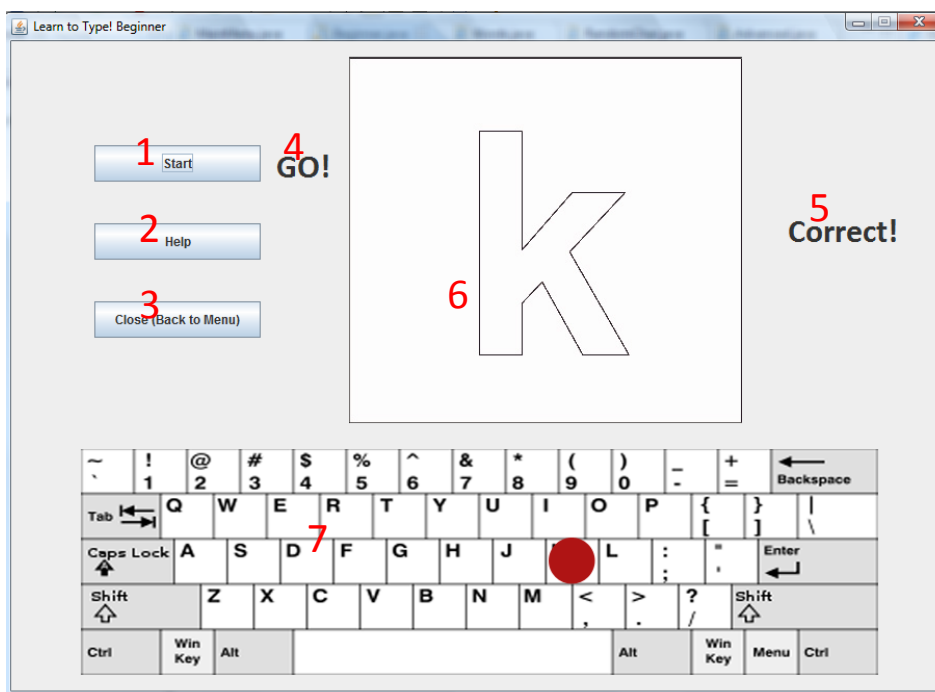 Learn to Type! Beginner
1
Start
4
GO!
2
Help
3
Close (Back to Menu)
k
6
5
Correct!
~ ! @ # $ % ^ & * ( ) _ +
` 1 2 3 4 5 6 7 8 9 0 - = Backspace
Tab Q W E R T Y U I O P { } |
[ ] \
7
Caps Lock A S D F G H J L : " Enter
; '
Shift Z X C V B N M < > ? Shift
, . /
Ctrl Win Key Alt Alt Win Key Menu Ctrl